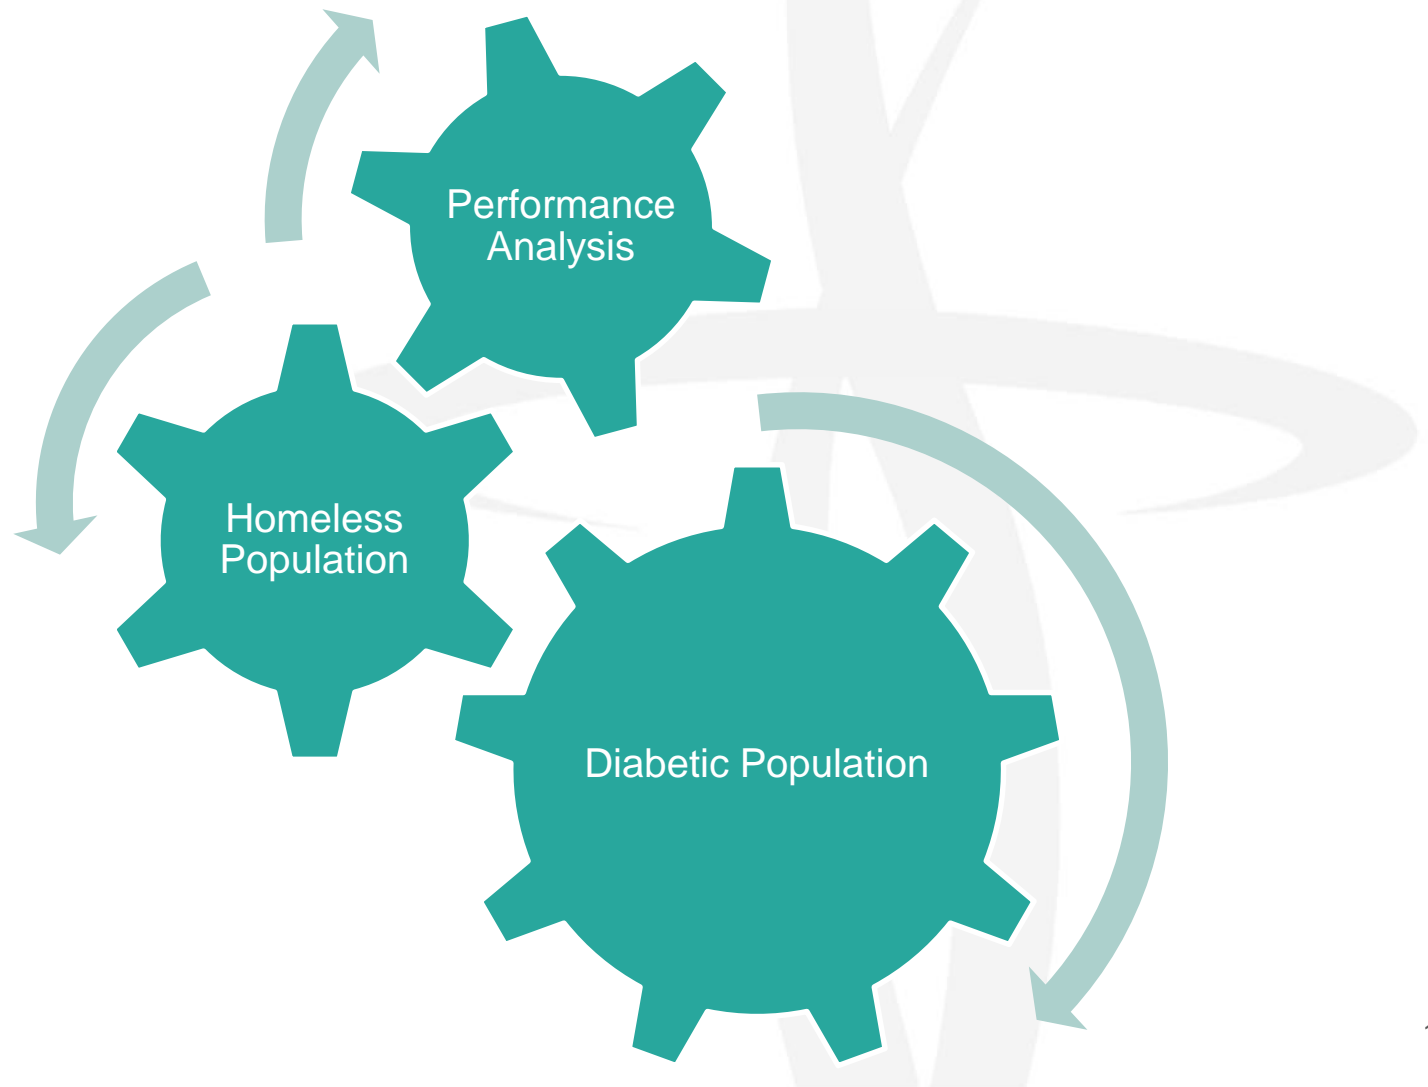 Performance
Analysis
Homeless
Population
Diabetic Population